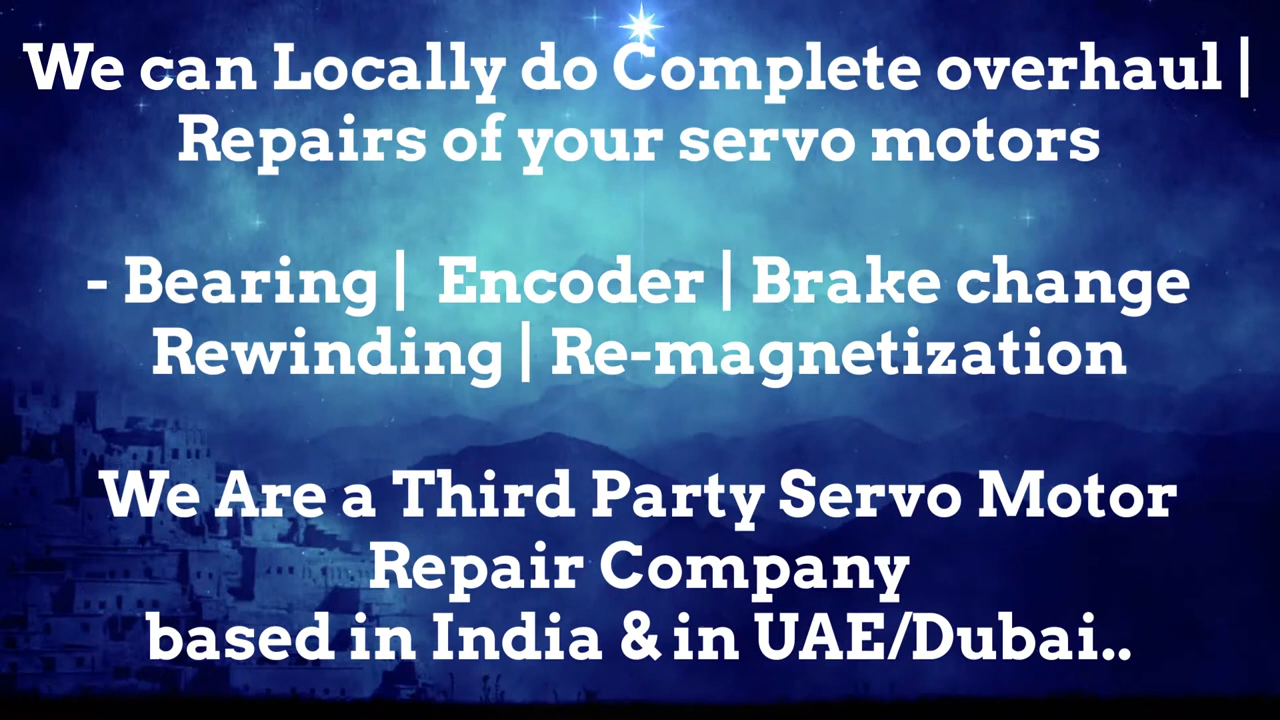 We can Locally do Complete overhaul |
Repairs of your servo motors
- Bearing | Encoder | Brake change
Rewinding | Re-magnetization
We Are a Third Party Servo Motor
Repair Company
based in India & in UAE/Dubai..